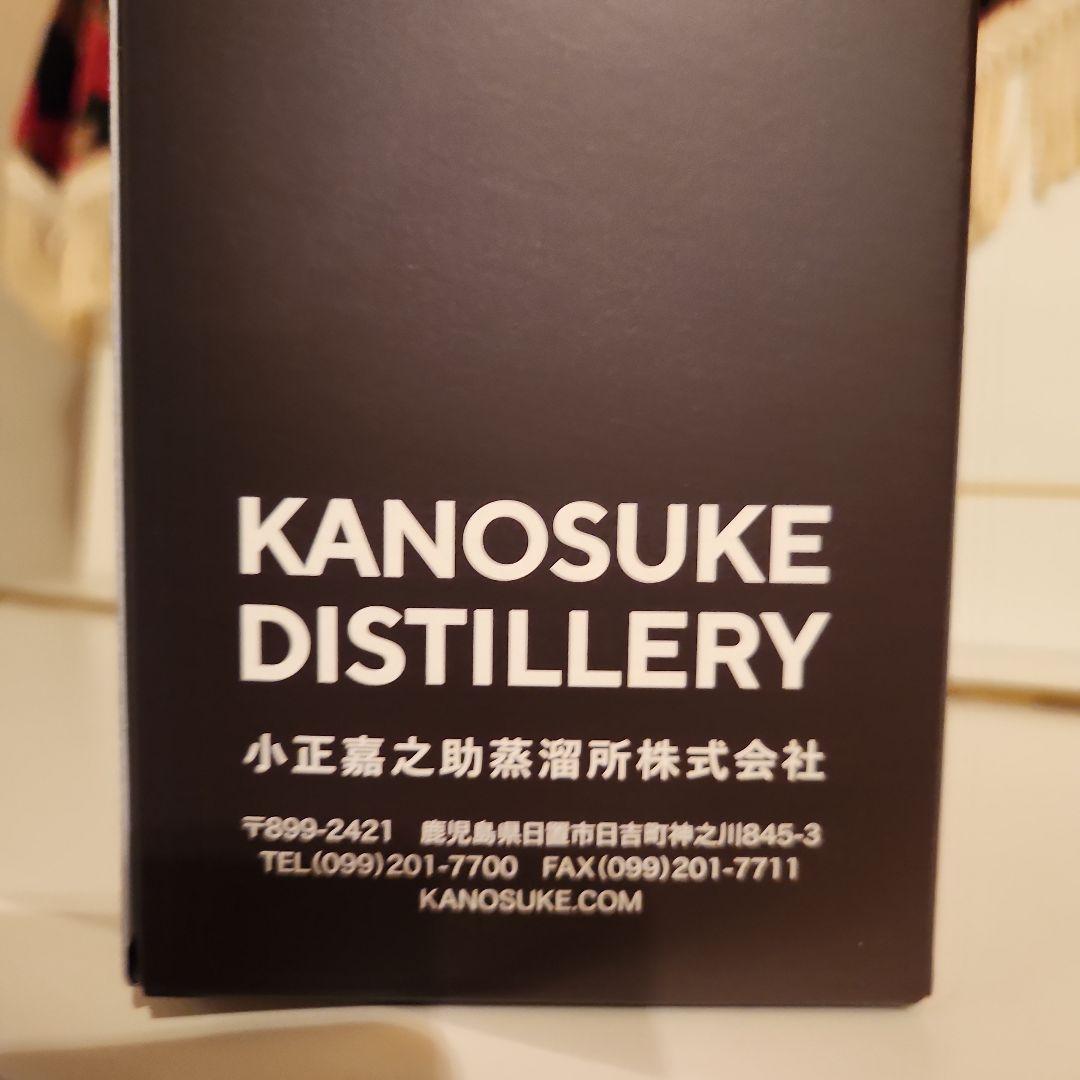 KANOSUKE
DISTILLERY
小正嘉之助蒸溜所株式会社
〒899-2421　鹿児島県日置市日吉町神之川845-3
TEL(099)201-7700　FAX(099)201-7711
KANOSUKE.COM